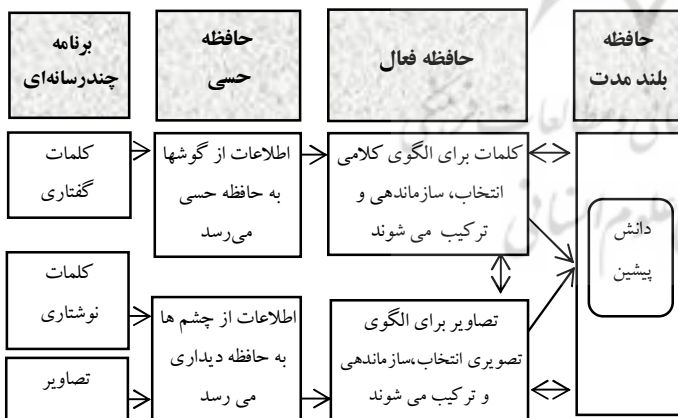 برنامه
چندرسانه‌ای
حافظه
حسی
حافظه فعال
حافظه
بلند مدت
کلمات
گفتاری
اطلاعات از گوشها
به حافظه حسی
می‌رسد
کلمات برای الگوی کلامی
انتخاب، سازماندهی و
ترکیب می شوند
دانش
پیشین
کلمات
نوشتاری
تصاویر
اطلاعات از چشم ها
به حافظه دیداری
می رسد
تصاویر برای الگوی
تصویری انتخاب،سازماندهی
و ترکیب می شوند